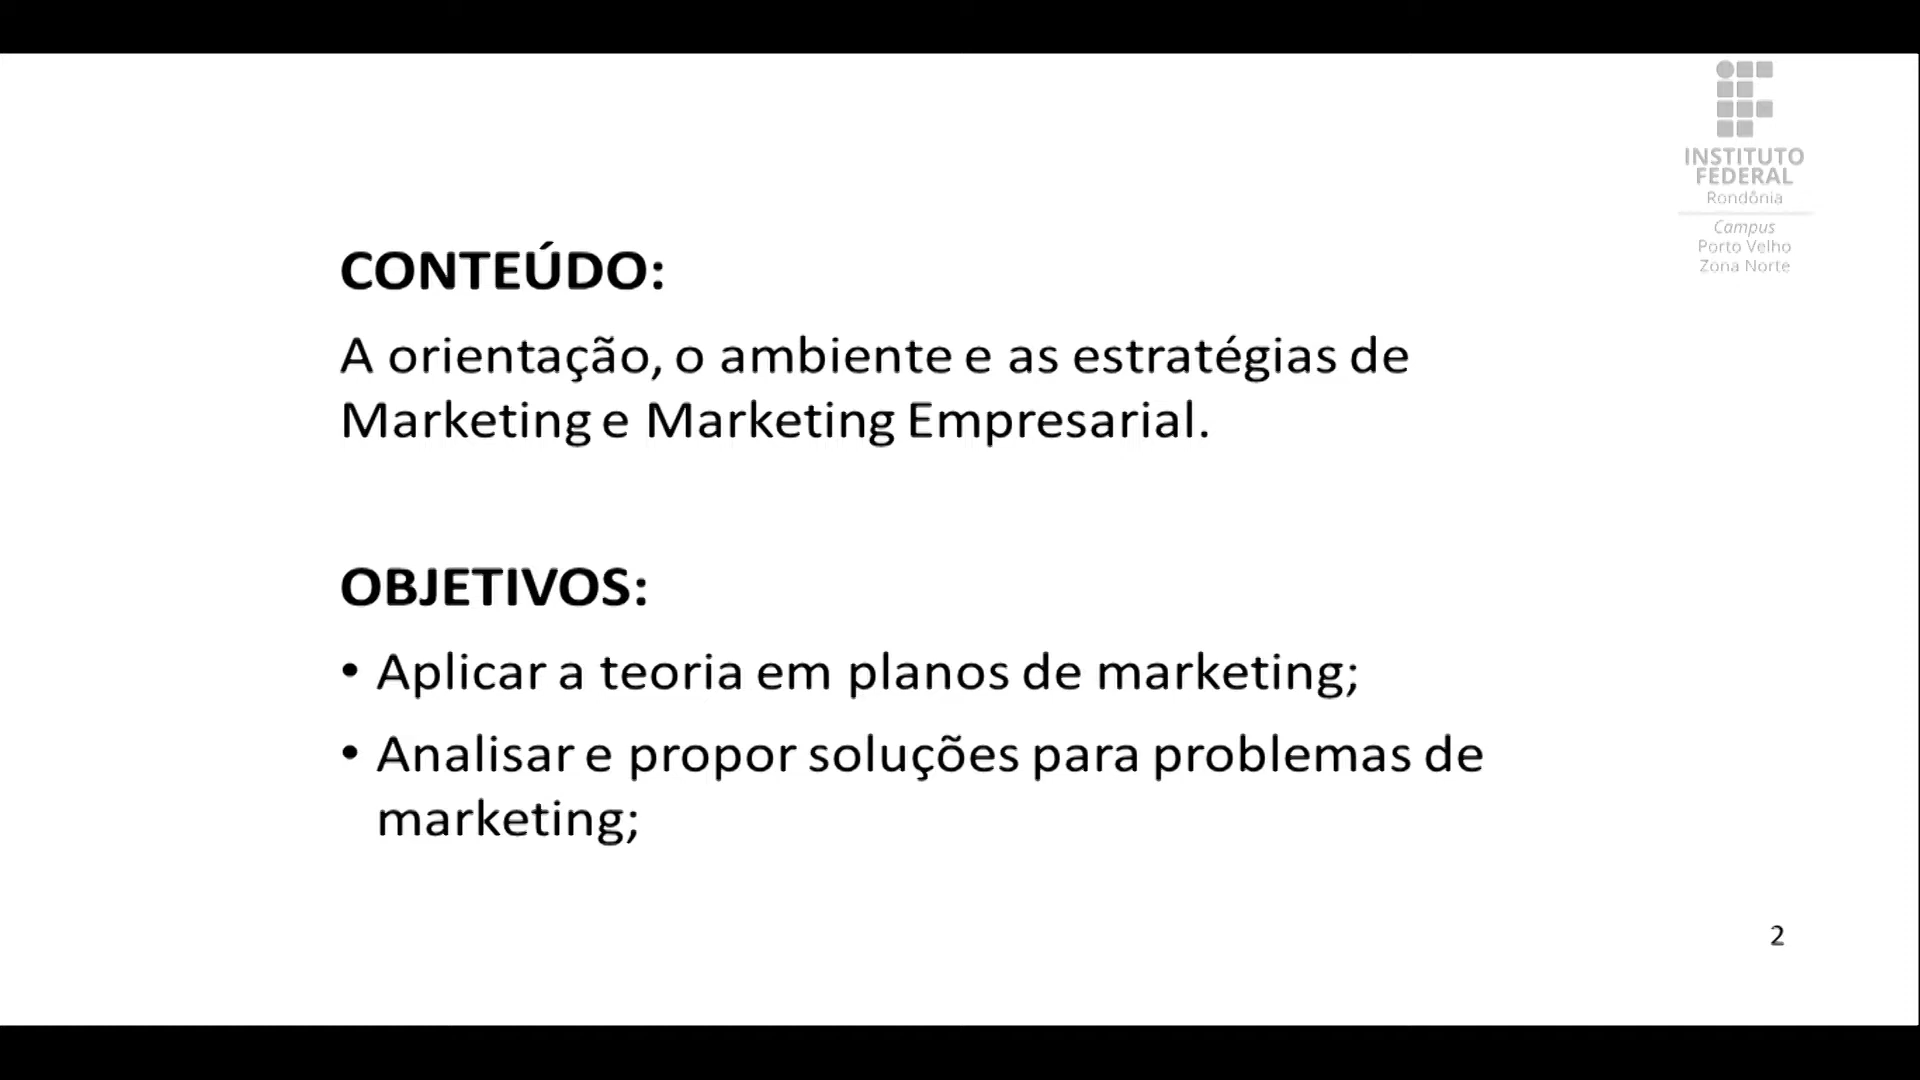 INSTITUTO
FEDERAL
Rondônia
Campus
Porto Velho
Zona Norte
CONTEÚDO:
A orientação, o ambiente e as estratégias de
Marketing e Marketing Empresarial.
OBJETIVOS:
• Aplicar a teoria em planos de marketing;
• Analisar e propor soluções para problemas de
marketing;
2